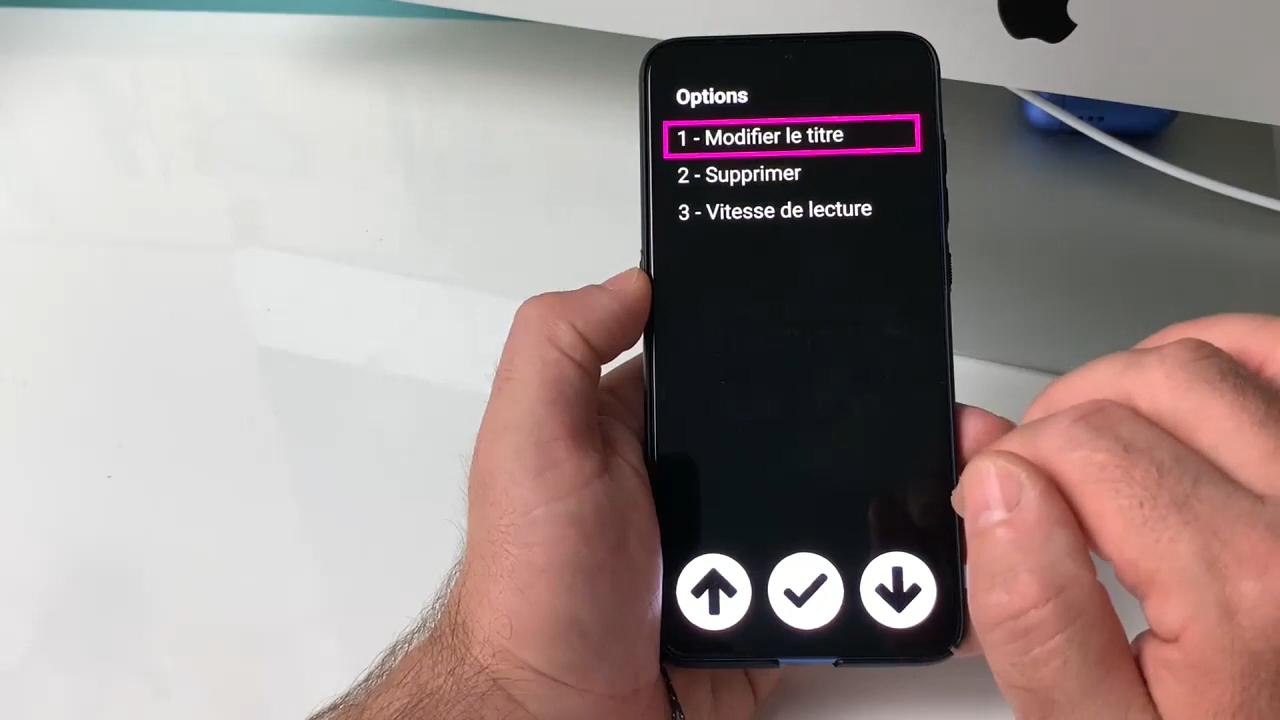 Options
1 - Modifier le titre
2 - Supprimer
3 - Vitesse de lecture